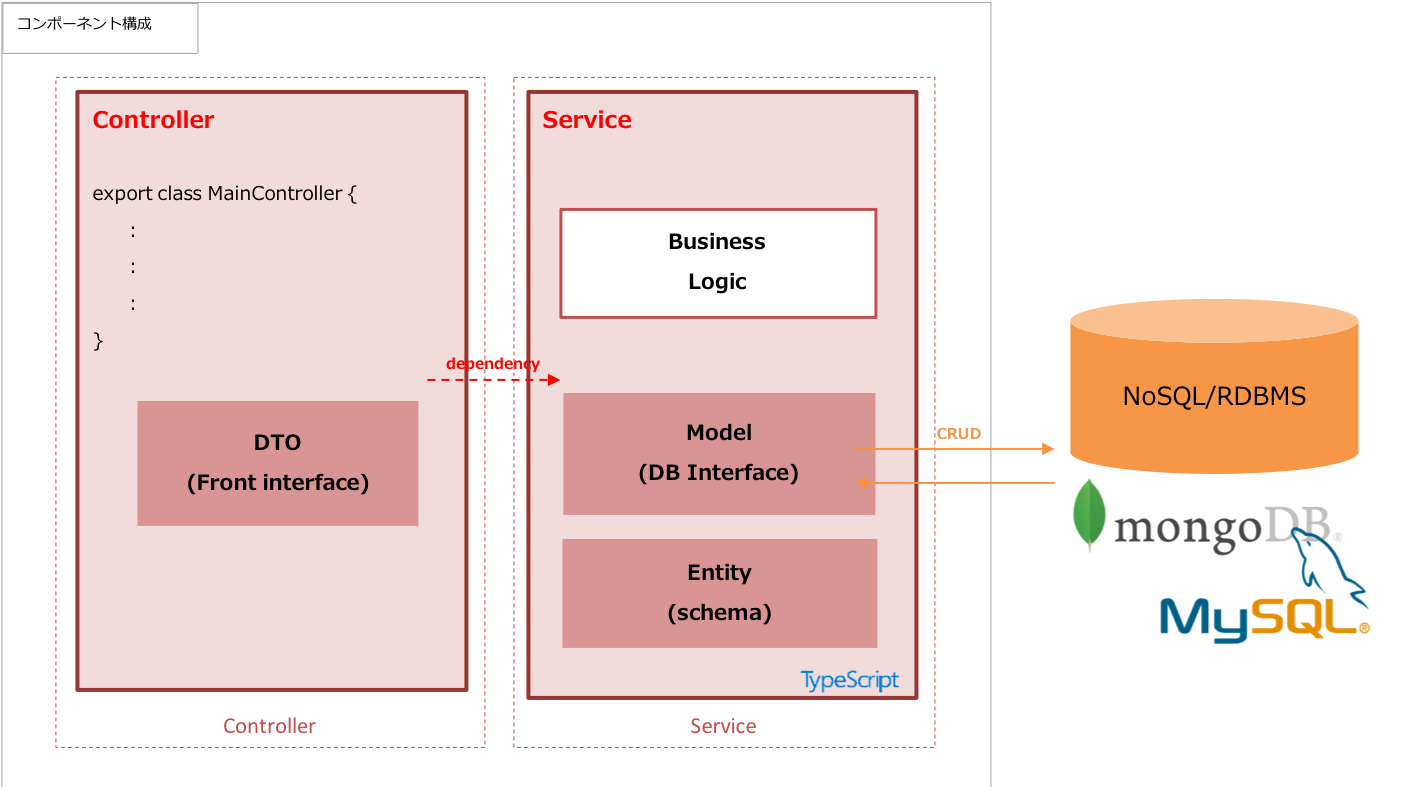 コンポーネント構成
Controller
export class MainController {
:
:
:
}
DTO
(Front interface)
Controller
dependency
Service
Business
Logic
Model
(DB Interface)
Entity
(schema)
TypeScript
Service
CRUD
NoSQL/RDBMS
mongoDB®
MySQL®